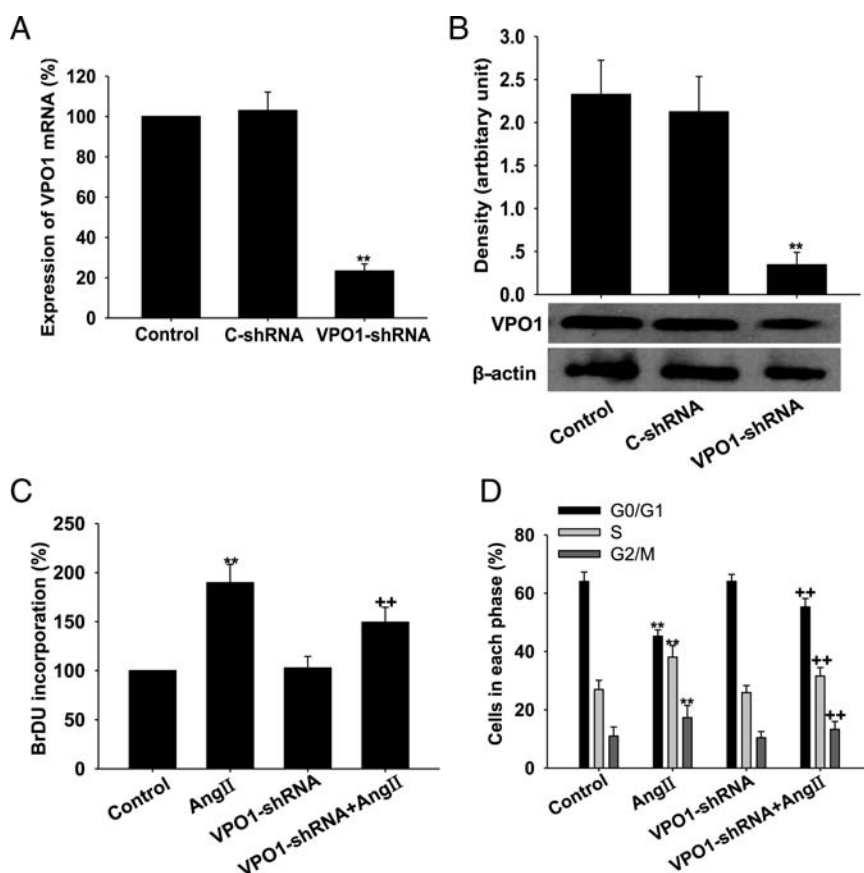 A
Expression of VPO1 mRNA (%)
120
100
80
60
40
20
0
**
Control
C-shRNA
VPO1-shRNA
B
Density (artbitary unit)
3.0
2.5
2.0
1.5
1.0
.5
.0
**
VPO1
β-actin
Control
C-shRNA
VPO1-shRNA
C
BrDU incorporation (%)
250
200
150
100
50
0
**
++
Control
AngII
VPO1-shRNA
VPO1-shRNA+AngII
D
G0/G1
S
G2/M
Cells in each phase (%)
80
60
40
20
0
**
**
**
++
++
++
Control
AngII
VPO1-shRNA
VPO1-shRNA+AngII